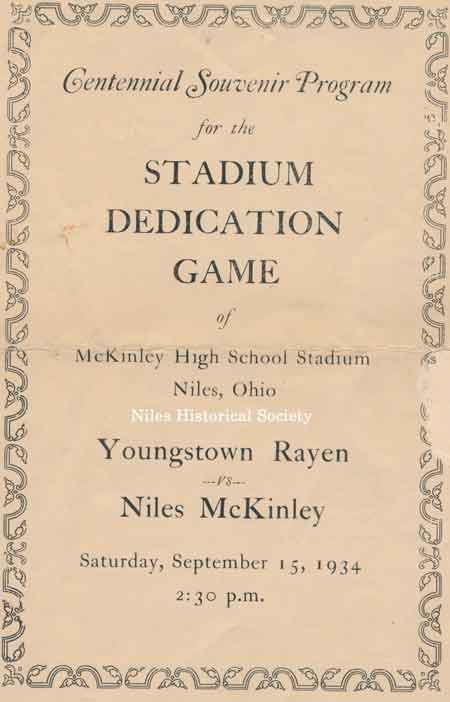 Centennial Souvenir Program
for the
STADIUM
DEDICATION
GAME
of
McKinley High School Stadium
Niles, Ohio
Niles Historical Society
Youngstown Rayen
—vs—
Niles McKinley
Saturday, September 15, 1934
2:30 p.m.